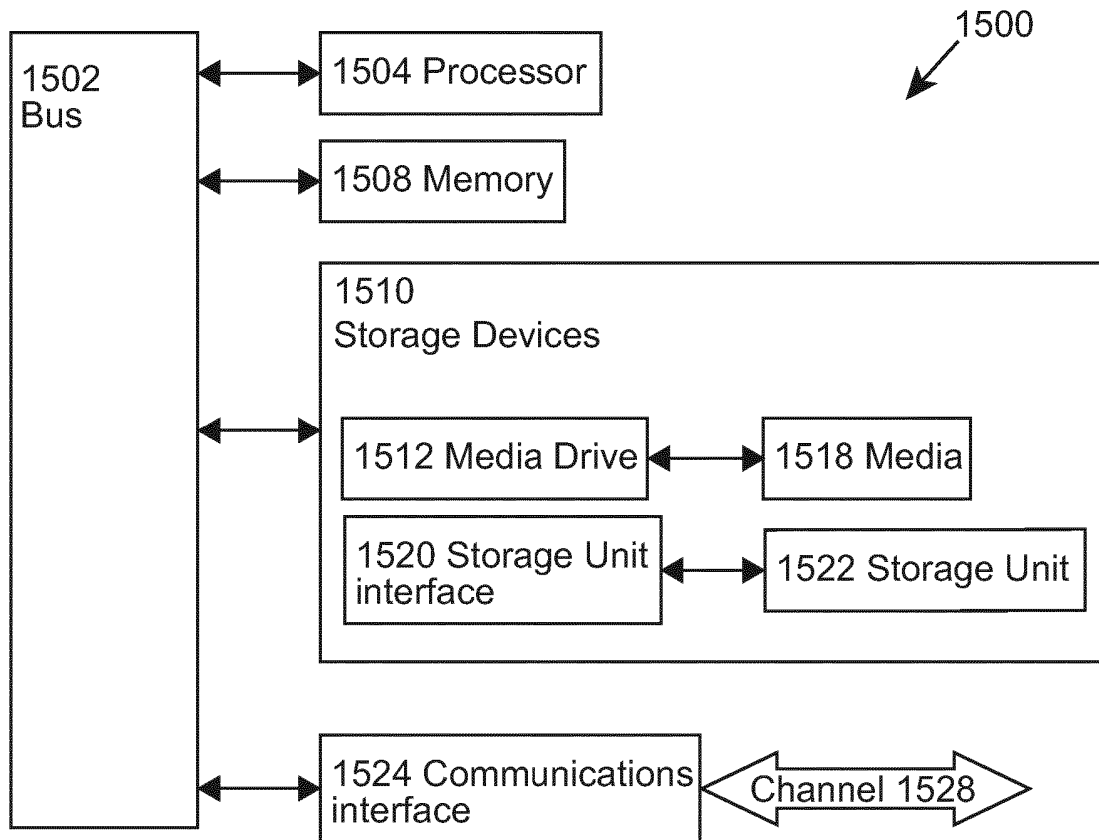 1500
1502
Bus
1504 Processor
1508 Memory
1510
Storage Devices
1512 Media Drive
1518 Media
1520 Storage Unit
interface
1522 Storage Unit
1524 Communications
interface
Channel 1528